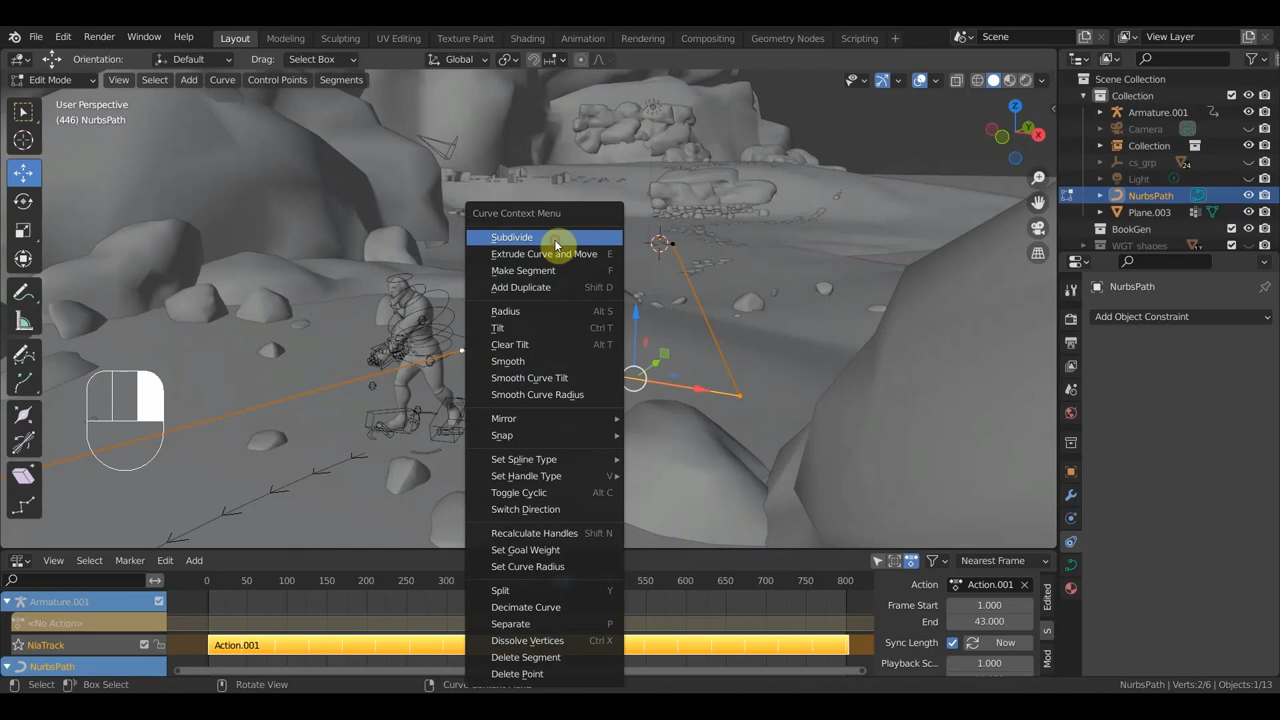 File Edit Render Window Help Layout Modeling Sculpting UV Editing Texture Paint Shading Animation Rendering Compositing Geometry Nodes Scripting + Scene View Layer
Orientation: Default Drag: Select Box Global Options
Edit Mode View Select Add Curve Control Points Segments
User Perspective
(446) NurbsPath
Z
Y
X
Curve Context Menu
Subdivide
Extrude Curve and Move E
Make Segment F
Add Duplicate Shift D
Radius Alt S
Tilt Ctrl T
Clear Tilt Alt T
Smooth
Smooth Curve Tilt
Smooth Curve Radius
Mirror
Snap
Set Spline Type
Set Handle Type V
Toggle Cyclic Alt C
Switch Direction
Recalculate Handles Shift N
Set Goal Weight
Set Curve Radius
Split Y
Decimate Curve
Separate P
Dissolve Vertices Ctrl X
Delete Segment
Delete Point
Scene Collection
Collection
Armature.001
Camera
Collection
cs_grp 24
Light
NurbsPath
Plane.003
BookGen
WGT_shapes
NurbsPath
Add Object Constraint
View Select Marker Edit Add Nearest Frame
0 50 100 150 200 250 300 550 600 650 700 750 800
Armature.001
<No Action>
NlaTrack
NurbsPath
Action.001
Action Action.001
Frame Start 1.000
End 43.000
Sync Length Now
Playback Sc... 1.000
Edited
S
Mod
Select Box Select Rotate View NurbsPath | Verts:2/6 | Objects:1/13